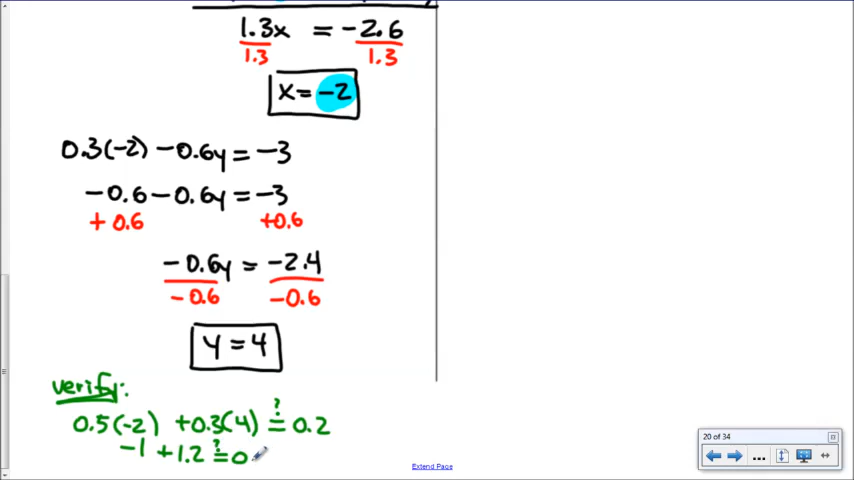 1.3x = -2.6
1.3 1.3
x = -2
0.3(-2) -0.6y = -3
-0.6 -0.6y = -3
+0.6 +0.6
-0.6y = -2.4
-0.6 -0.6
y = 4
verify:
0.5(-2) +0.3(4) ?= 0.2
-1 +1.2 ?= 0.
Extend Page
20 of 34
...